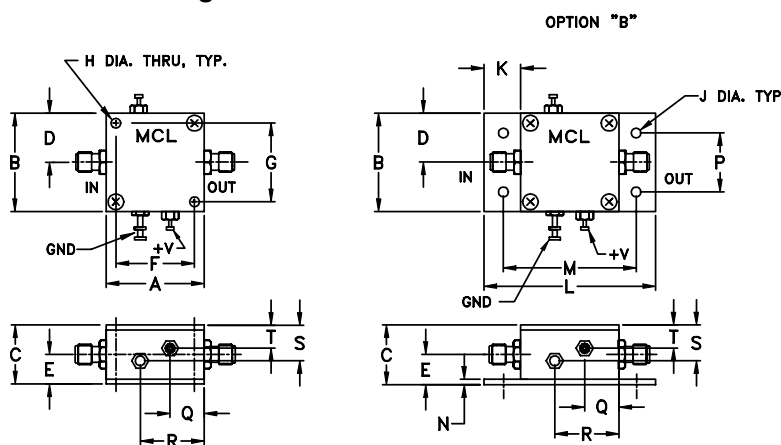 OPTION "B"
H DIA. THRU, TYP.
K
J DIA. TYP
D
MCL
B
G
IN
OUT
GND
+V
F
A
D
MCL
B
P
IN
OUT
+V
M
GND
L
C
E
T
S
Q
R
C
E
N
T
S
Q
R